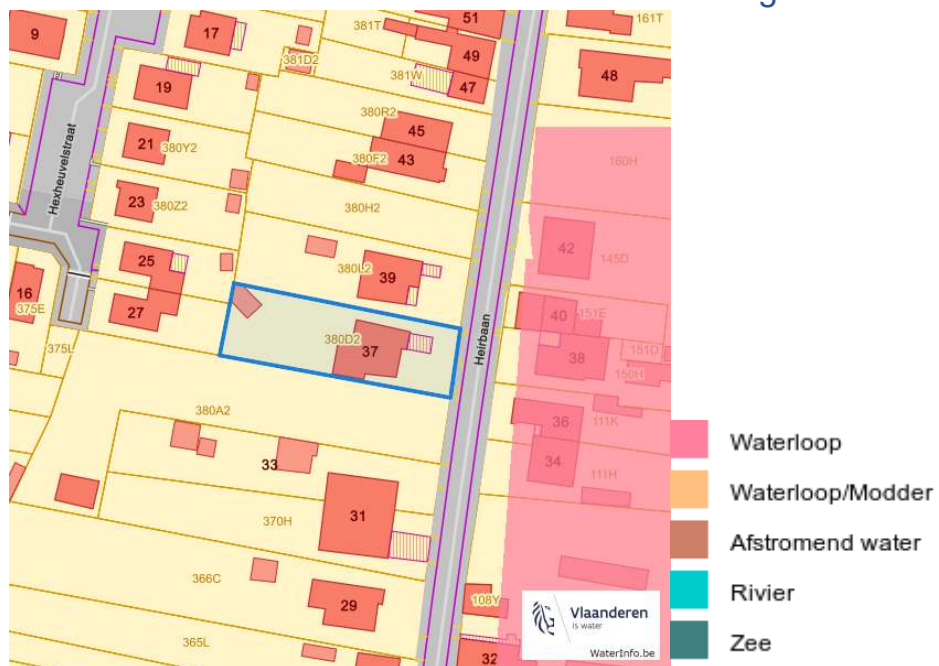 g
51
161T
9
17
381T
381D2
49
48
381W
47
19
380R2
45
21
380Y2
380F2
43
160H
Hexheuvelstraat
23
380Z2
380H2
42
145D
25
380L2
39
16
375E
27
40
151E
380D2
37
Heirbaan
38
151D
150H
375L
380A2
36
111K
33
34
111H
31
370H
366C
108Y
29
365L
32
Vlaanderen
is water
WaterInfo.be
Waterloop
Waterloop/Modder
Afstromend water
Rivier
Zee